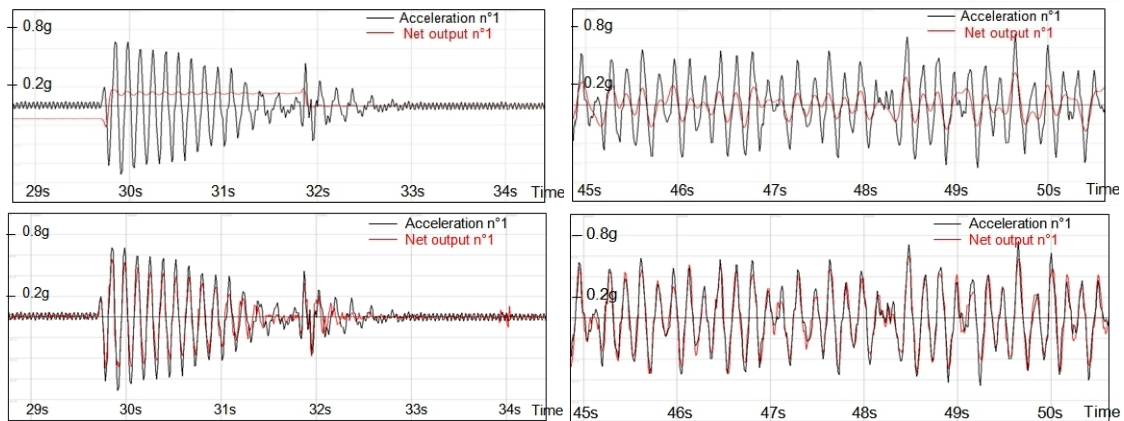 Acceleration n°1
Net output n°1
0.8g
0.2g
29s 30s 31s 32s 33s 34s Time
Acceleration n°1
Net output n°1
0.8g
0.2g
45s 46s 47s 48s 49s 50s Time
Acceleration n°1
Net output n°1
0.8g
0.2g
29s 30s 31s 32s 33s 34s Time
Acceleration n°1
Net output n°1
0.8g
0.2g
45s 46s 47s 48s 49s 50s Time